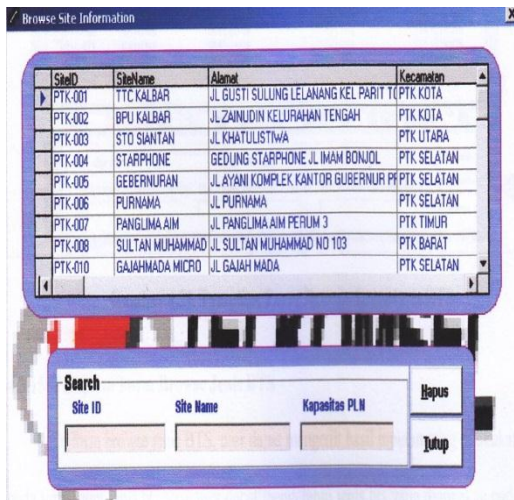 Browse Site Information
X
SiteID SiteName Alamat Kecamatan
PTK-001 TTC KALBAR JL GUSTI SULUNG LELANANG KEL PARIT TO PTK KOTA
PTK-002 BPU KALBAR JL ZAINUDIN KELURAHAN TENGAH PTK KOTA
PTK-003 STO SIANTAN JL KHATULISTIWA PTK UTARA
PTK-004 STARPHONE GEDUNG STARPHONE JL IMAM BONJOL PTK SELATAN
PTK-005 GEBERNURAN JL AYANI KOMPLEK KANTOR GUBERNUR PTK SELATAN
PTK-006 PURNAMA JL PURNAMA PTK SELATAN
PTK-007 PANGLIMA AIM JL PANGLIMA AIM PERUM 3 PTK TIMUR
PTK-008 SULTAN MUHAMMAD JL SULTAN MUHAMMAD NO 103 PTK BARAT
PTK-010 GAJAHMADA MICRO JL GAJAH MADA PTK SELATAN
Search
Site ID Site Name Kapasitas PLN
Hapus
Tutup